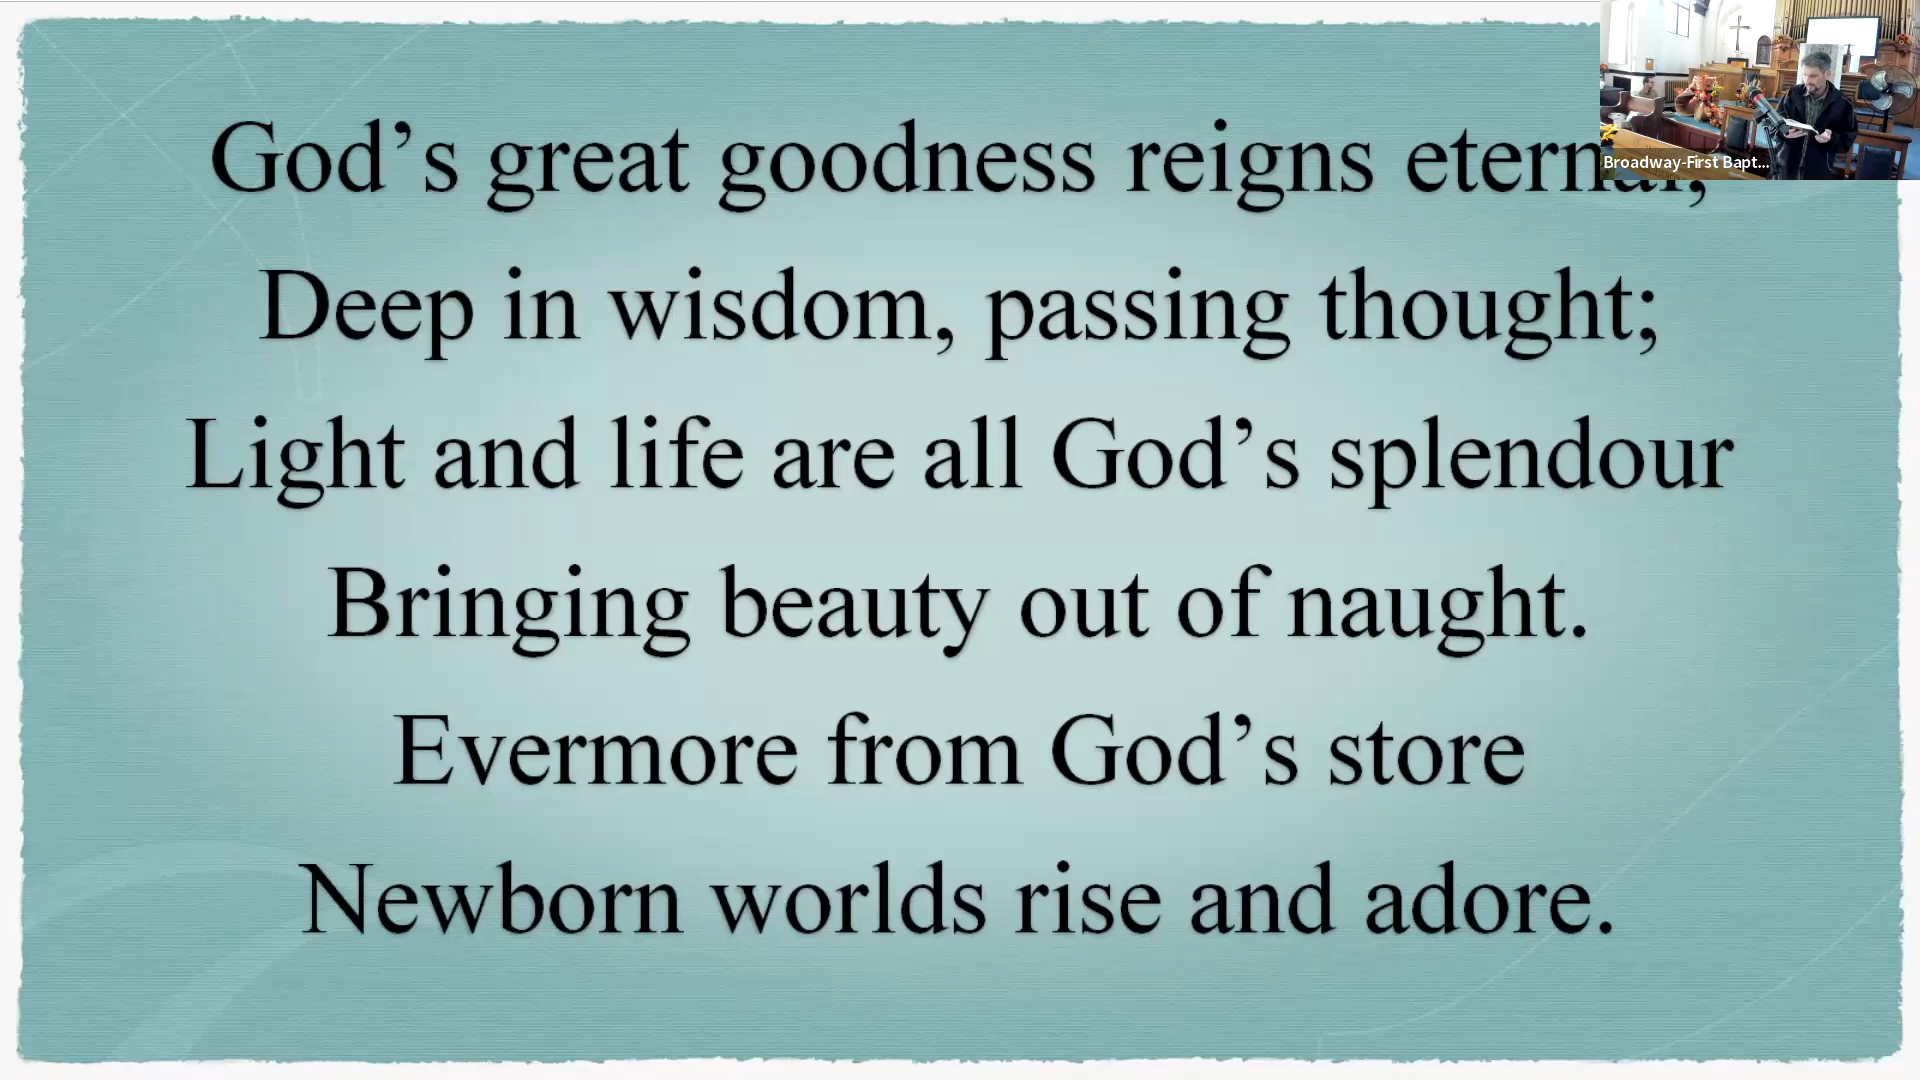 God’s great goodness reigns eternal,
Deep in wisdom, passing thought;
Light and life are all God’s splendour
Bringing beauty out of naught.
Evermore from God’s store
Newborn worlds rise and adore.
Broadway-First Bapt...